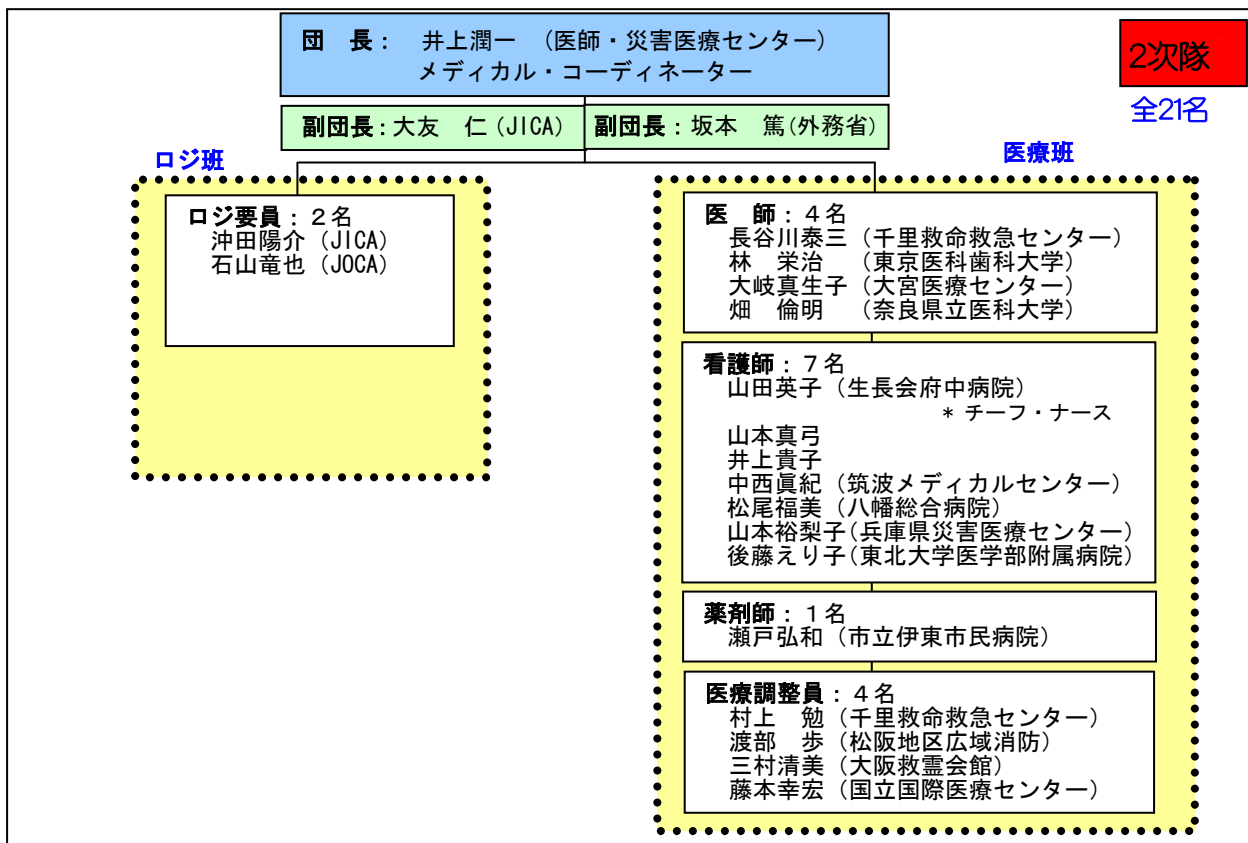 団　長：　井上潤一　（医師・災害医療センター）
メディカル・コーディネーター
2次隊
全21名
副団長：大友　仁（JICA）
副団長：坂本　篤（外務省）
ロジ班
ロジ要員：２名
沖田陽介（JICA）
石山竜也（JOCA）
医療班
医　師：４名
長谷川泰三（千里救命救急センター）
林　栄治　（東京医科歯科大学）
大岐真生子（大宮医療センター）
畑　倫明　（奈良県立医科大学）
看護師：７名
山田英子（生長会府中病院）
* チーフ・ナース
山本真弓
井上貴子
中西眞紀（筑波メディカルセンター）
松尾福美（八幡総合病院）
山本裕梨子（兵庫県災害医療センター）
後藤えり子（東北大学医学部附属病院）
薬剤師：１名
瀬戸弘和（市立伊東市民病院）
医療調整員：４名
村上　勉（千里救命救急センター）
渡部　歩（松阪地区広域消防）
三村清美（大阪救霊会館）
藤本幸宏（国立国際医療センター）